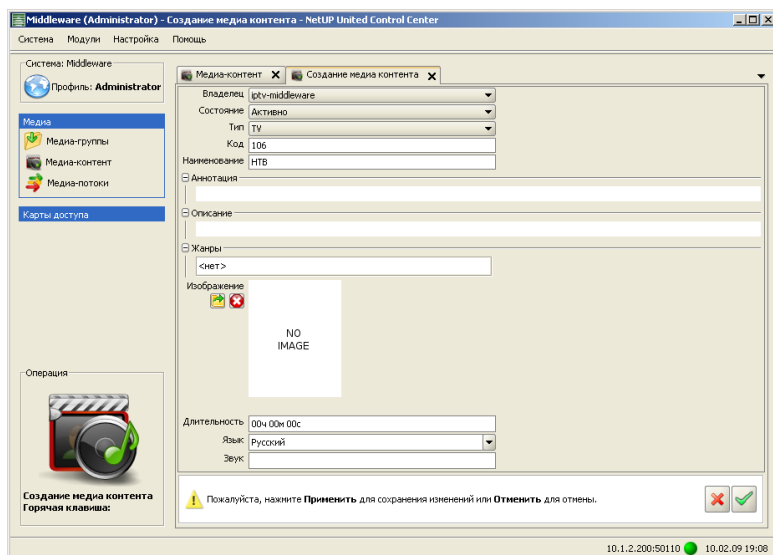 Middleware (Administrator) - Создание медиа контента - NetUP United Control Center
Система Модули Настройка Помощь
Система: Middleware
Профиль: Administrator
Медиа
Медиа-группы
Медиа-контент
Медиа-потоки
Карты доступа
Операция
Создание медиа контента
Горячая клавиша:
Медиа-контент Создание медиа контента
Владелец iptv-middleware
Состояние Активно
Тип TV
Код 106
Наименование НТВ
Аннотация
Описание
Жанры
<нет>
Изображение
NO
IMAGE
Длительность 00ч 00м 00с
Язык Русский
Звук
Пожалуйста, нажмите Применить для сохранения изменений или Отменить для отмены.
10.1.2.200:50110 10.02.09 19:08